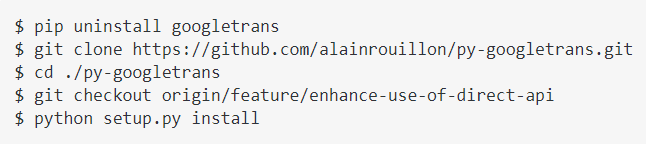 $ pip uninstall googletrans
$ git clone https://github.com/alainrouillon/py-googletrans.git
$ cd ./py-googletrans
$ git checkout origin/feature/enhance-use-of-direct-api
$ python setup.py install